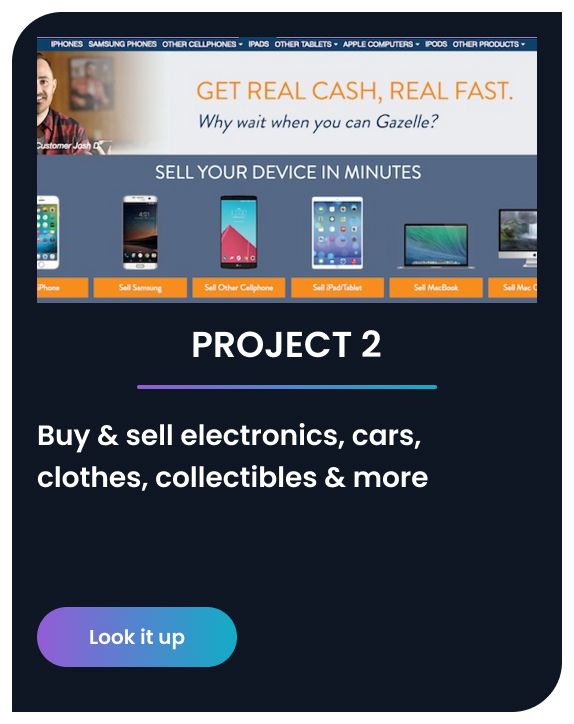 IPHONES SAMSUNG PHONES OTHER CELLPHONES IPADS OTHER TABLETS APPLE COMPUTERS IPODS OTHER PRODUCTS
GET REAL CASH, REAL FAST.
Why wait when you can Gazelle?
Customer Josh D
SELL YOUR DEVICE IN MINUTES
iPhone Sell Samsung Sell Other Cellphone Sell iPad/Tablet Sell MacBook Sell Mac
PROJECT 2
Buy & sell electronics, cars,
clothes, collectibles & more
Look it up